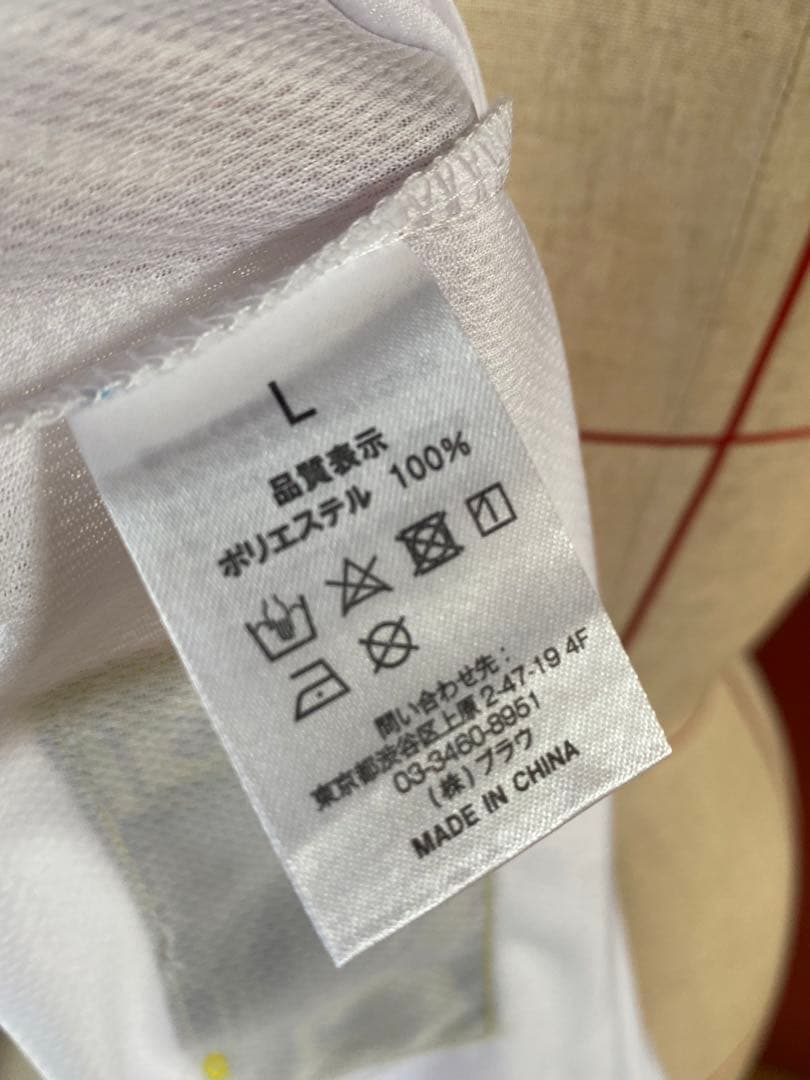 L
品質表示
ポリエステル 100%
問い合わせ先：
東京都渋谷区上原 2-47-19 4F
03-3460-8951
(株)ブラウ
MADE IN CHINA